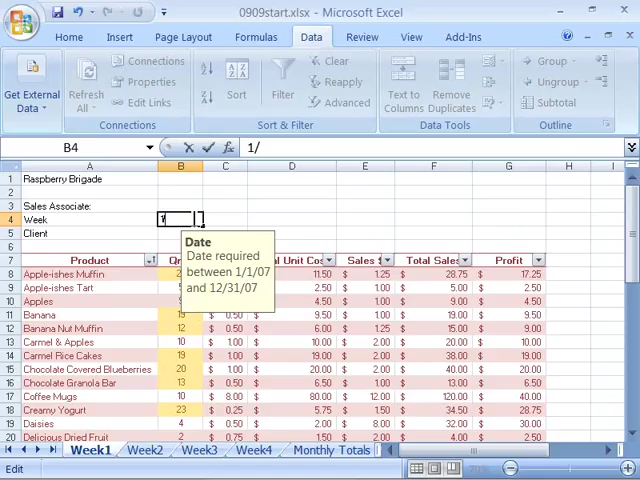 0909start.xlsx - Microsoft Excel
Home Insert Page Layout Formulas Data Review View Add-Ins
Get External Data
Refresh All
Connections
Properties
Edit Links
Connections
Sort
Filter
Clear
Reapply
Advanced
Sort & Filter
Text to Columns
Remove Duplicates
Data Tools
Group
Ungroup
Subtotal
Outline
B4 fx 1/
A B C D E F G H I
1 Raspberry Brigade
2
3 Sales Associate:
4 Week
5 Client
6
Date
Date required
between 1/1/07
and 12/31/07
7 Product Total Sales Profit
8 Apple-ishes Muffin 11.50 $ 1.25 $ 28.75 $ 17.25
9 Apple-ishes Tart 2.50 $ 1.00 $ 5.00 $ 2.50
10 Apples 4.50 $ 1.00 $ 9.00 $ 4.50
11 Banana 19 $ 0.50 $ 9.50 $ 1.00 $ 19.00 $ 9.50
12 Banana Nut Muffin 12 $ 0.50 $ 6.00 $ 1.25 $ 15.00 $ 9.00
13 Carmel & Apples 10 $ 1.00 $ 10.00 $ 2.00 $ 20.00 $ 10.00
14 Carmel Rice Cakes 19 $ 1.00 $ 19.00 $ 2.00 $ 38.00 $ 19.00
15 Chocolate Covered Blueberries 20 $ 1.00 $ 20.00 $ 2.00 $ 40.00 $ 20.00
16 Chocolate Granola Bar 13 $ 0.50 $ 6.50 $ 1.00 $ 13.00 $ 6.50
17 Coffee Mugs 10 $ 8.00 $ 80.00 $ 12.00 $ 120.00 $ 40.00
18 Creamy Yogurt 23 $ 0.25 $ 5.75 $ 1.50 $ 34.50 $ 28.75
19 Daisies 4 $ 0.50 $ 2.00 $ 8.00 $ 32.00 $ 30.00
20 Delicious Dried Fruit 2 $ 0.75 $ 1.50 $ 2.00 $ 4.00 $ 2.50
Week1 Week2 Week3 Week4 Monthly Totals
Edit